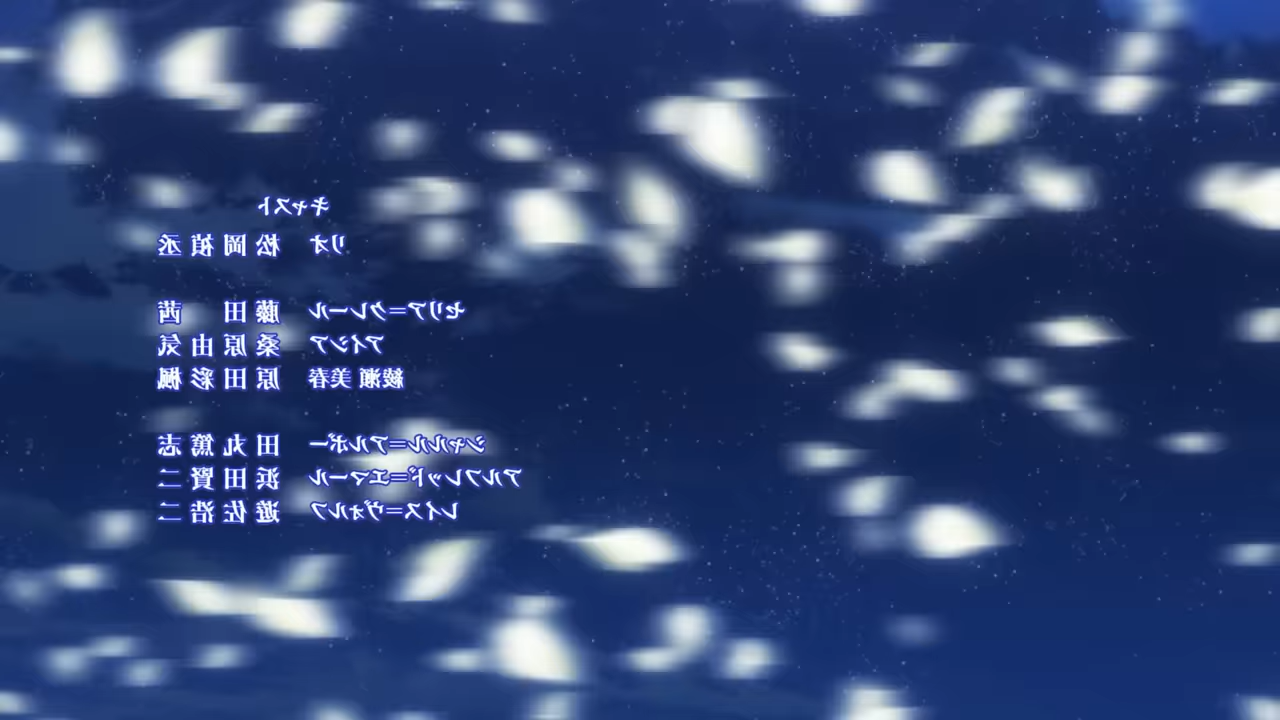 キャスト
リオ 松岡禎丞
セリア＝クレール 藤田 茜
アイシア 桑原由気
綾瀬 美春 原田彩楓
シャルル＝アルボー 田丸篤志
アルフレッド＝エマール 浜田賢二
レイス＝ヴォルフ 遊佐浩二